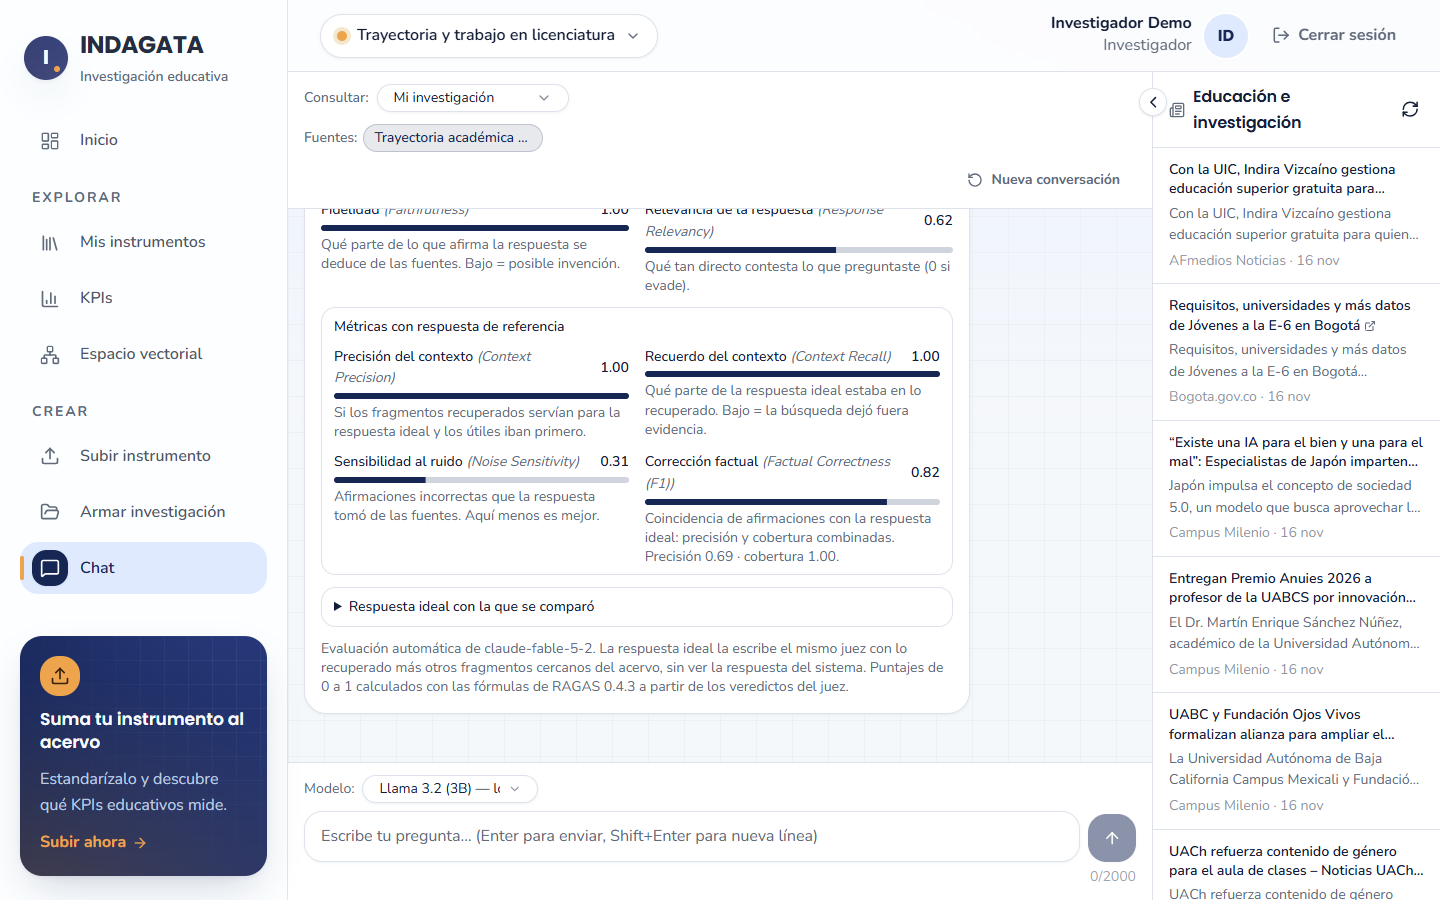 INDAGATA
Investigación educativa
Inicio
EXPLORAR
Mis instrumentos
KPIs
Espacio vectorial
CREAR
Subir instrumento
Armar investigación
Chat
Suma tu instrumento al
acervo
Estandarízalo y descubre
qué KPIs educativos mide.
Subir ahora →
Trayectoria y trabajo en licenciatura
Investigador Demo
Investigador
ID
Cerrar sesión
Consultar:
Mi investigación
Fuentes:
Trayectoria académica ...
Nueva conversación
Fidelidad (Faithfulness) 1.00
Qué parte de lo que afirma la respuesta se
deduce de las fuentes. Bajo = posible invención.
Relevancia de la respuesta (Response
Relevancy) 0.62
Qué tan directo contesta lo que preguntaste (0 si
evade).
Métricas con respuesta de referencia
Precisión del contexto (Context
Precision) 1.00
Si los fragmentos recuperados servían para la
respuesta ideal y los útiles iban primero.
Recuerdo del contexto (Context Recall) 1.00
Qué parte de la respuesta ideal estaba en lo
recuperado. Bajo = la búsqueda dejó fuera
evidencia.
Sensibilidad al ruido (Noise Sensitivity) 0.31
Afirmaciones incorrectas que la respuesta
tomó de las fuentes. Aquí menos es mejor.
Corrección factual (Factual Correctness
(F1)) 0.82
Coincidencia de afirmaciones con la respuesta
ideal: precisión y cobertura combinadas.
Precisión 0.69 · cobertura 1.00.
Respuesta ideal con la que se comparó
Evaluación automática de claude-fable-5-2. La respuesta ideal la escribe el mismo juez con lo
recuperado más otros fragmentos cercanos del acervo, sin ver la respuesta del sistema. Puntajes de
0 a 1 calculados con las fórmulas de RAGAS 0.4.3 a partir de los veredictos del juez.
Modelo:
Llama 3.2 (3B) — lo
Escribe tu pregunta... (Enter para enviar, Shift+Enter para nueva línea)
0/2000
Educación e
investigación
Con la UIC, Indira Vizcaíno gestiona
educación superior gratuita para...
Con la UIC, Indira Vizcaíno gestiona
educación superior gratuita para quien...
AFmedios Noticias · 16 nov
Requisitos, universidades y más datos
de Jóvenes a la E-6 en Bogotá
Requisitos, universidades y más datos
de Jóvenes a la E-6 en Bogotá...
Bogota.gov.co · 16 nov
“Existe una IA para el bien y una para el
mal”: Especialistas de Japón imparten...
Japón impulsa el concepto de sociedad
5.0, un modelo que busca aprovechar l...
Campus Milenio · 16 nov
Entregan Premio Anuies 2026 a
profesor de la UABCS por innovación...
El Dr. Martín Enrique Sánchez Núñez,
académico de la Universidad Autónom...
Campus Milenio · 16 nov
UABC y Fundación Ojos Vivos
formalizan alianza para ampliar el...
La Universidad Autónoma de Baja
California Campus Mexicali y Fundació...
Campus Milenio · 16 nov
UACh refuerza contenido de género
para el aula de clases – Noticias UACh...
UACh refuerza contenido de género